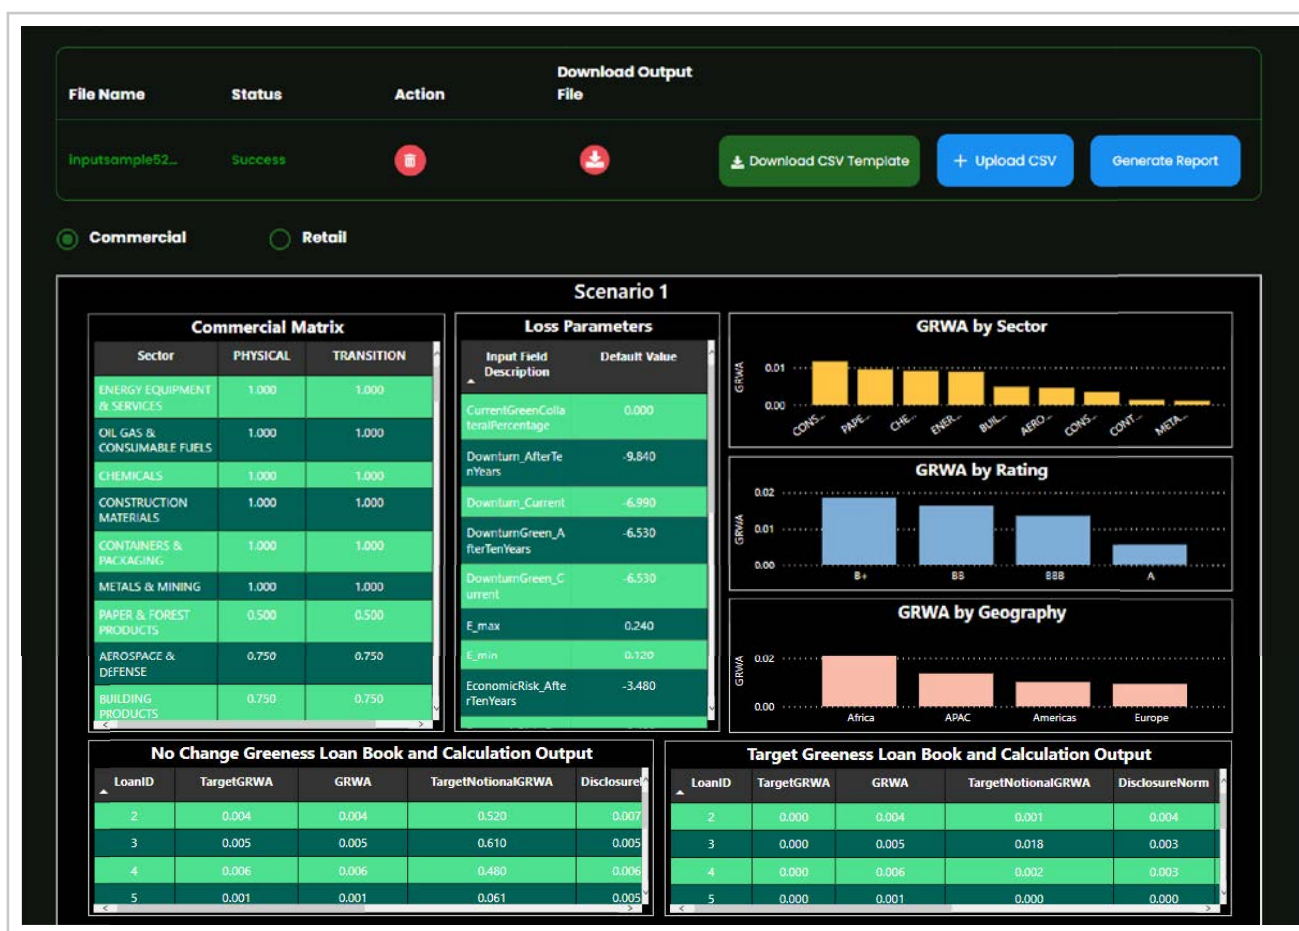 File Name
Status
Action
Download Output
File
inputsample52...
Success
Download CSV Template
+ Upload CSV
Generate Report
Commercial
Retail
Scenario 1
Commercial Matrix
Sector PHYSICAL TRANSITION
ENERGY EQUIPMENT
& SERVICES
1.000 1.000
OIL GAS &
CONSUMABLE FUELS
1.000 1.000
CHEMICALS 1.000 1.000
CONSTRUCTION
MATERIALS
1.000 1.000
CONTAINERS &
PACKAGING
1.000 1.000
METALS & MINING 1.000 1.000
PAPER & FOREST
PRODUCTS
0.500 0.500
AEROSPACE &
DEFENSE
0.750 0.750
BUILDING
PRODUCTS
0.750 0.750
Loss Parameters
Input Field
Description
Default Value
CurrentGreenColla
teralPercentage
0.000
Downturn_AfterTe
nYears
-9.840
Downturn_Current -6.990
DownturnGreen_A
fterTenYears
-6.530
DownturnGreen_C
urrent
-6.530
E_max 0.240
E_min 0.120
EconomicRisk_Afte
rTenYears
-3.480
GRWA by Sector
GRWA
0.01
0.00
CONS...
PAPE...
CHE...
ENER...
BUIL...
AERO...
CONS...
CONT...
META...
GRWA by Rating
GRWA
0.02
0.01
0.00
B+ BB BBB A
GRWA by Geography
GRWA
0.02
0.00
Africa APAC Americas Europe
No Change Greeness Loan Book and Calculation Output
LoanID TargetGRWA GRWA TargetNotionalGRWA Disclosure
2 0.004 0.004 0.520 0.007
3 0.005 0.005 0.610 0.005
4 0.006 0.006 0.480 0.006
5 0.001 0.001 0.061 0.005
Target Greeness Loan Book and Calculation Output
LoanID TargetGRWA GRWA TargetNotionalGRWA DisclosureNorm
2 0.000 0.004 0.001 0.004
3 0.000 0.005 0.018 0.003
4 0.000 0.006 0.002 0.003
5 0.000 0.001 0.000 0.000